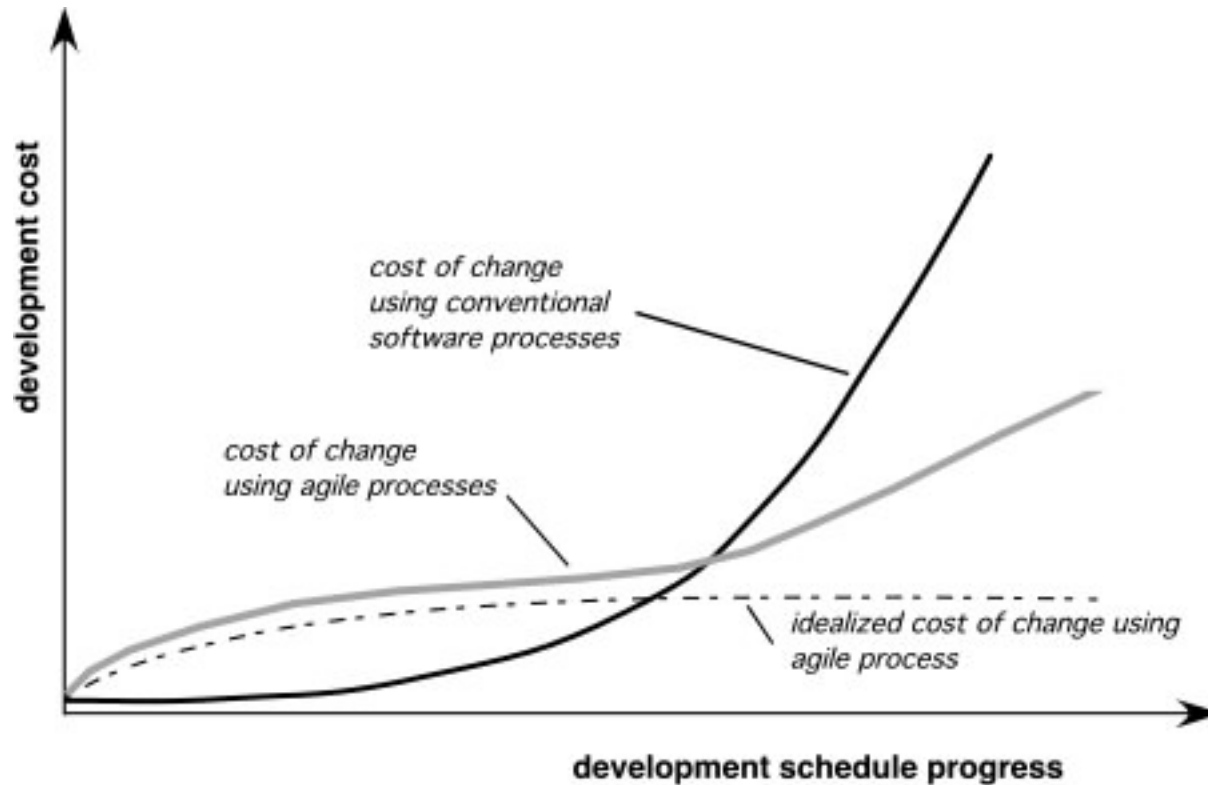 development cost
cost of change
using conventional
software processes
cost of change
using agile processes
idealized cost of change using
agile process
development schedule progress